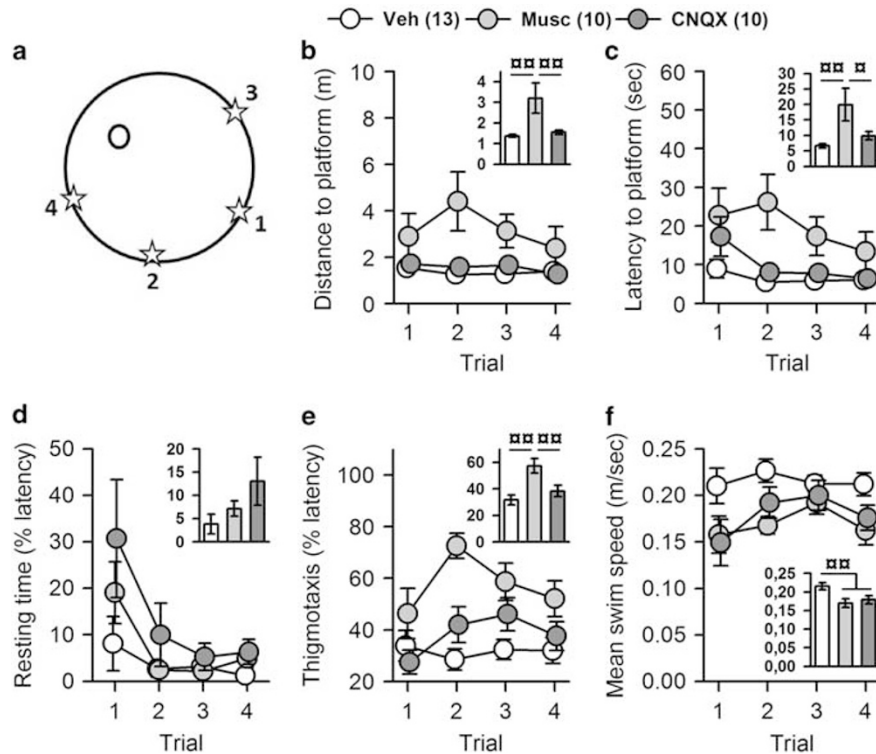 Veh (13) Musc (10) CNQX (10)
a
3
4
1
2
b
Distance to platform (m)
10
8
6
4
2
0
1 2 3 4
Trial
¤¤ ¤¤
4
3
2
1
0
c
Latency to platform (sec)
60
50
40
30
20
10
0
1 2 3 4
Trial
¤¤ ¤
30
25
20
15
10
5
0
d
Resting time (% latency)
50
40
30
20
10
0
1 2 3 4
Trial
20
15
10
5
0
e
Thigmotaxis (% latency)
100
80
60
40
20
1 2 3 4
Trial
¤¤ ¤¤
60
40
20
0
f
Mean swim speed (m/sec)
0.25
0.20
0.15
0.10
0.05
0.00
1 2 3 4
Trial
¤¤
0,25
0,20
0,15
0,10
0,05
0,00